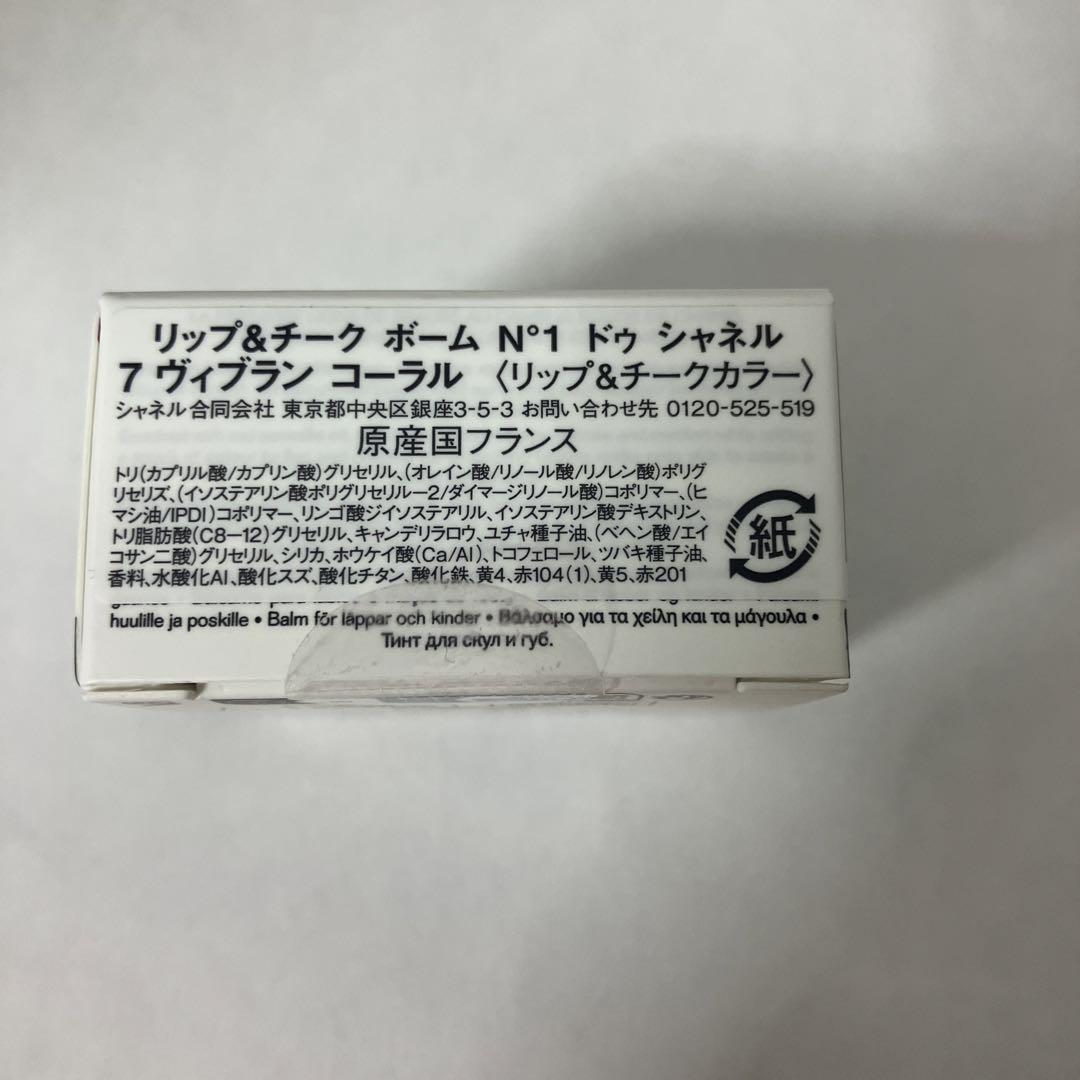 リップ&チーク ボーム N°1 ドゥ シャネル
7 ヴィブラン コーラル 〈リップ&チークカラー〉
シャネル合同会社 東京都中央区銀座3-5-3 お問い合わせ先 0120-525-519
原産国フランス
トリ(カプリル酸/カプリン酸)グリセリル、(オレイン酸/リノール酸/リノレン酸)ポリグ
リセリズ、(イソステアリン酸ポリグリセリル−2/ダイマージリノール酸)コポリマー、(ヒ
マシ油/IPDI)コポリマー、リンゴ酸ジイソステアリル、イソステアリン酸デキストリン、
トリ脂肪酸(C8−12)グリセリル、キャンデリラロウ、ユチャ種子油、(ベヘン酸/エイ
コサン二酸)グリセリル、シリカ、ホウケイ酸(Ca/Al)、トコフェロール、ツバキ種子油、
香料、水酸化Al、酸化スズ、酸化チタン、酸化鉄、黄4、赤104(1)、黄5、赤201
紙
huulille ja poskille • Balm för läppar och kinder • Βάλσαμο για τα χείλη και τα μάγουλα •
Тинт для скул и губ.